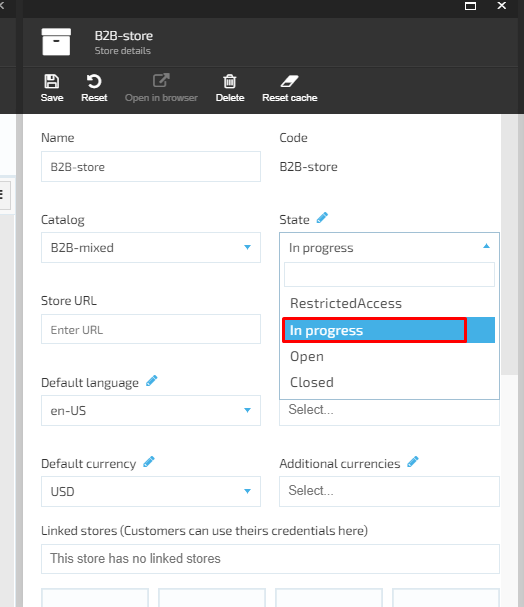 B2B-store
Store details
Save
Reset
Open in browser
Delete
Reset cache
Name
Code
B2B-store
B2B-store
Catalog
State
B2B-mixed
In progress
RestrictedAccess
In progress
Open
Closed
Store URL
Enter URL
Default language
en-US
Select...
Default currency
Additional currencies
USD
Select...
Linked stores (Customers can use theirs credentials here)
This store has no linked stores